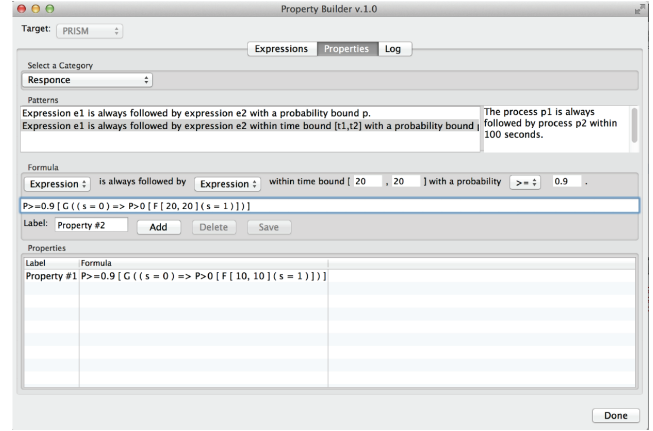 Property Builder v.1.0
Target: PRISM
Expressions Properties Log
Select a Category
Responce
Patterns
Expression e1 is always followed by expression e2 with a probability bound p.
Expression e1 is always followed by expression e2 within time bound [t1,t2] with a probability bound p
The process p1 is always
followed by process p2 within
100 seconds.
Formula
Expression is always followed by Expression within time bound [ 20 , 20 ] with a probability >= 0.9 .
P>=0.9 [ G ( ( s = 0 ) => P>0 [ F [ 20, 20 ] ( s = 1 ) ] ) ]
Label: Property #2 Add Delete Save
Properties
Label Formula
Property #1 P>=0.9 [ G ( ( s = 0 ) => P>0 [ F [ 10, 10 ] ( s = 1 ) ] ) ]
Done